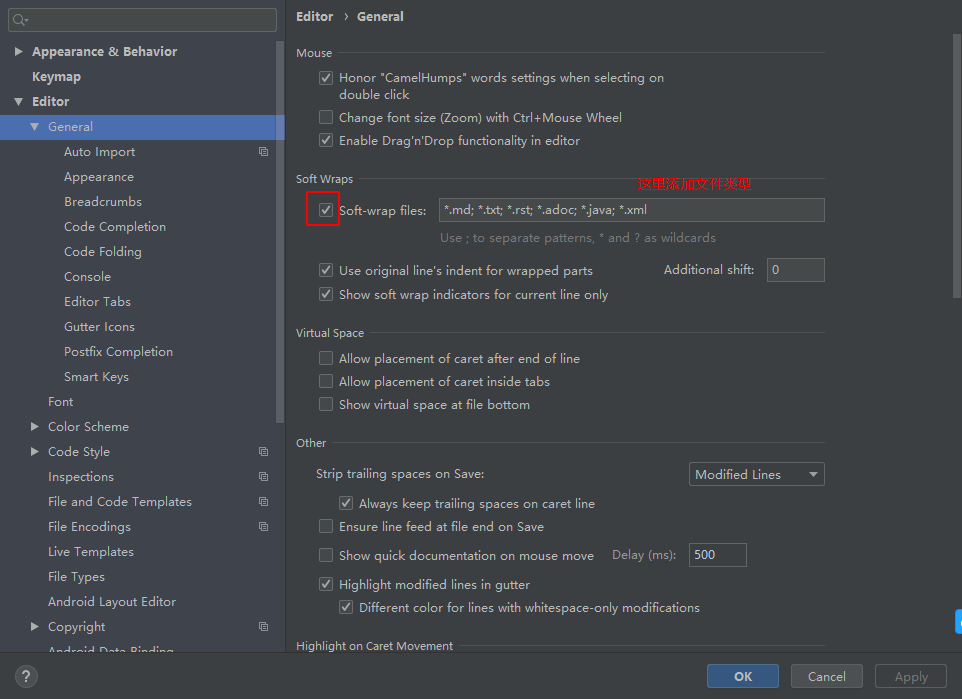 Appearance & Behavior
Keymap
Editor
General
Auto Import
Appearance
Breadcrumbs
Code Completion
Code Folding
Console
Editor Tabs
Gutter Icons
Postfix Completion
Smart Keys
Font
Color Scheme
Code Style
Inspections
File and Code Templates
File Encodings
Live Templates
File Types
Android Layout Editor
Copyright
Android Data Binding
Editor › General
Mouse
Honor "CamelHumps" words settings when selecting on
double click
Change font size (Zoom) with Ctrl+Mouse Wheel
Enable Drag'n'Drop functionality in editor
Soft Wraps
这里添加文件类型
Soft-wrap files: *.md; *.txt; *.rst; *.adoc; *.java; *.xml
Use ; to separate patterns, * and ? as wildcards
Use original line's indent for wrapped parts Additional shift: 0
Show soft wrap indicators for current line only
Virtual Space
Allow placement of caret after end of line
Allow placement of caret inside tabs
Show virtual space at file bottom
Other
Strip trailing spaces on Save: Modified Lines
Always keep trailing spaces on caret line
Ensure line feed at file end on Save
Show quick documentation on mouse move Delay (ms): 500
Highlight modified lines in gutter
Different color for lines with whitespace-only modifications
Highlight on Caret Movement
? OK Cancel Apply